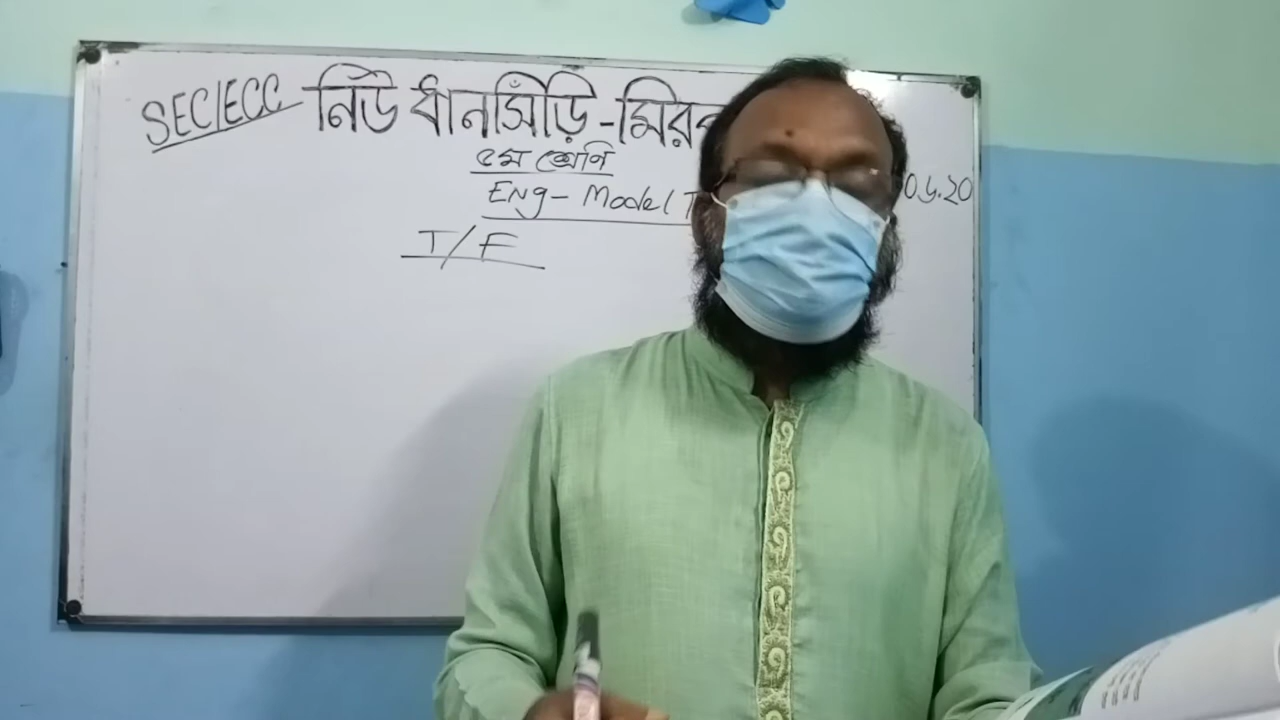 SEC/ECC নিউ ধানসিঁড়ি - মির
৫ম শ্রেণি
Eng - Model T
0.6.20
T/F